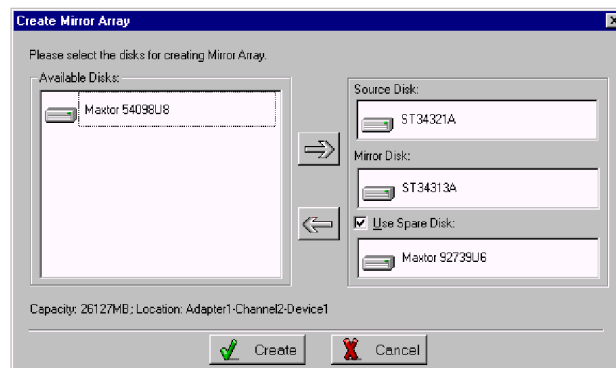 Create Mirror Array
Please select the disks for creating Mirror Array.
Available Disks:
Maxtor 54098U8
Source Disk:
ST34321A
Mirror Disk:
ST34313A
Use Spare Disk:
Maxtor 92739U6
Capacity: 26127MB; Location: Adapter1-Channel2-Device1
Create
Cancel